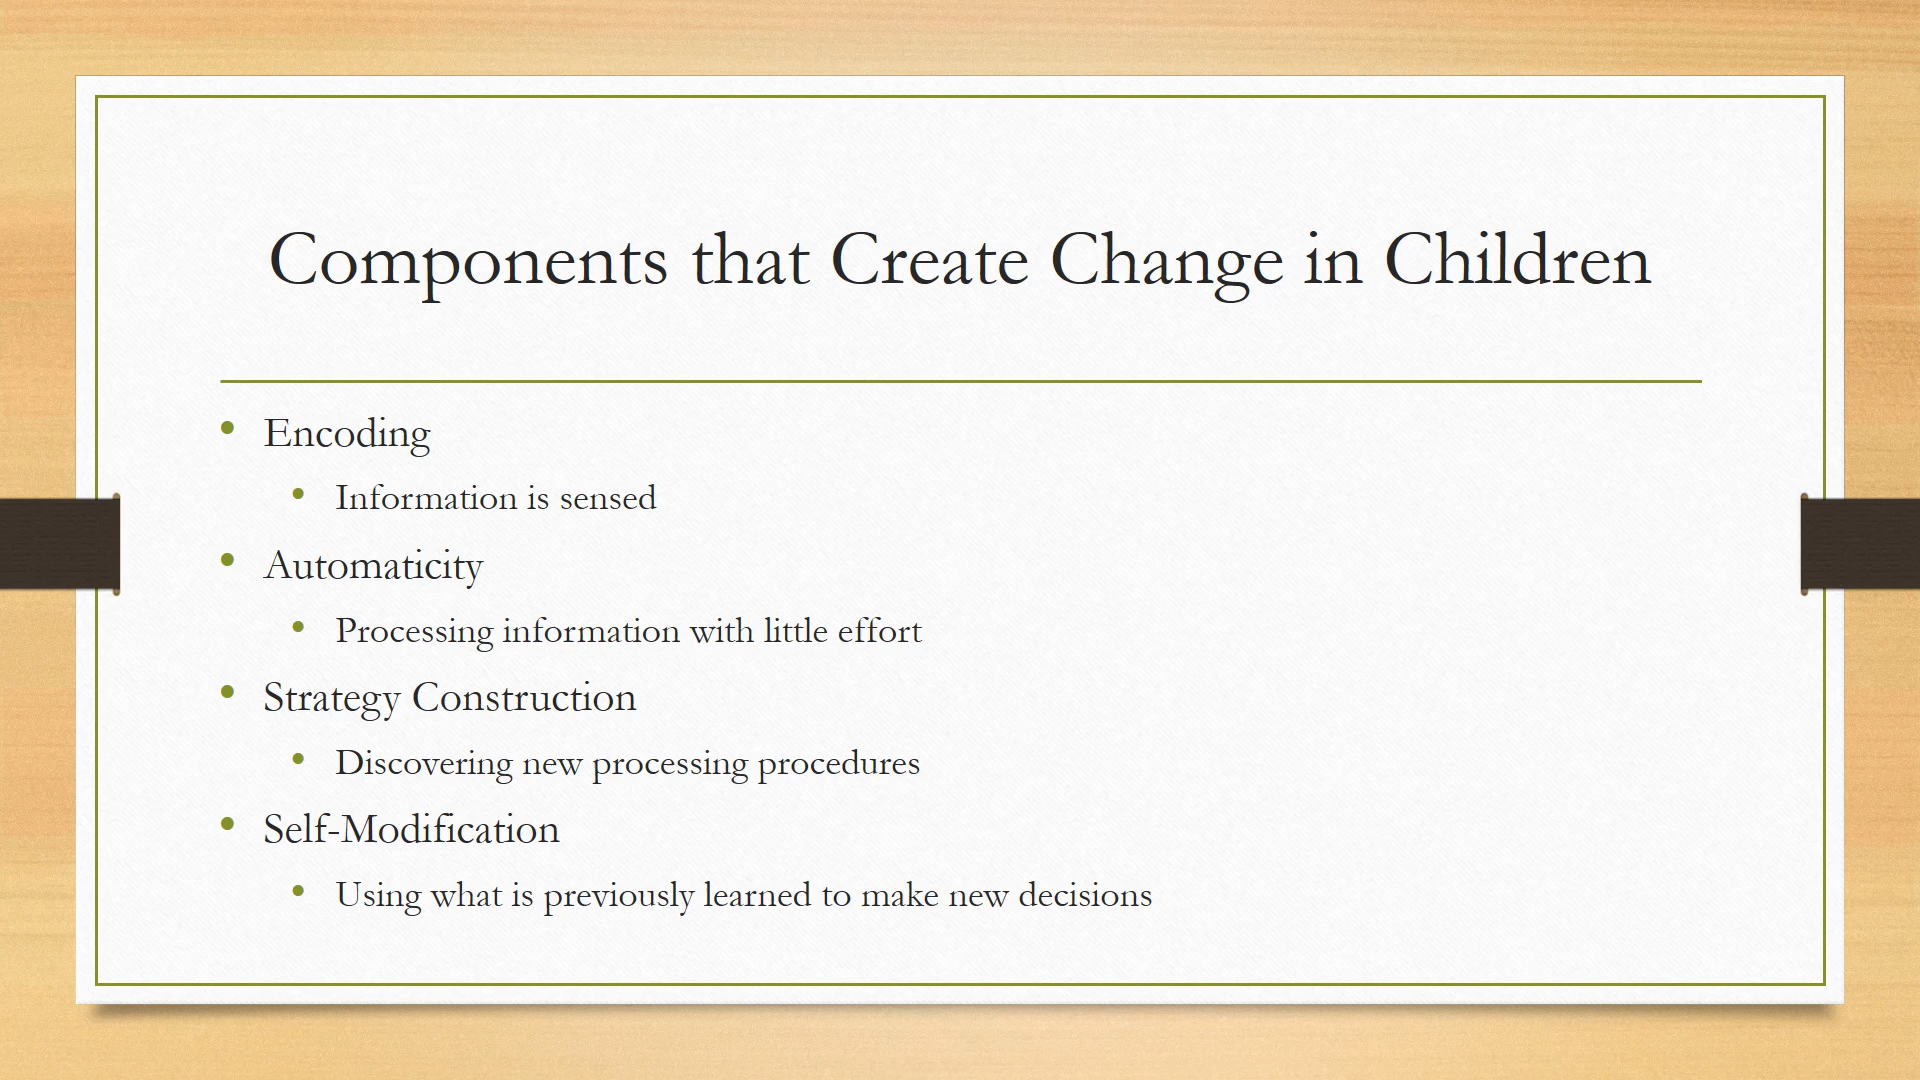 Components that Create Change in Children
• Encoding
• Information is sensed
• Automaticity
• Processing information with little effort
• Strategy Construction
• Discovering new processing procedures
• Self-Modification
• Using what is previously learned to make new decisions